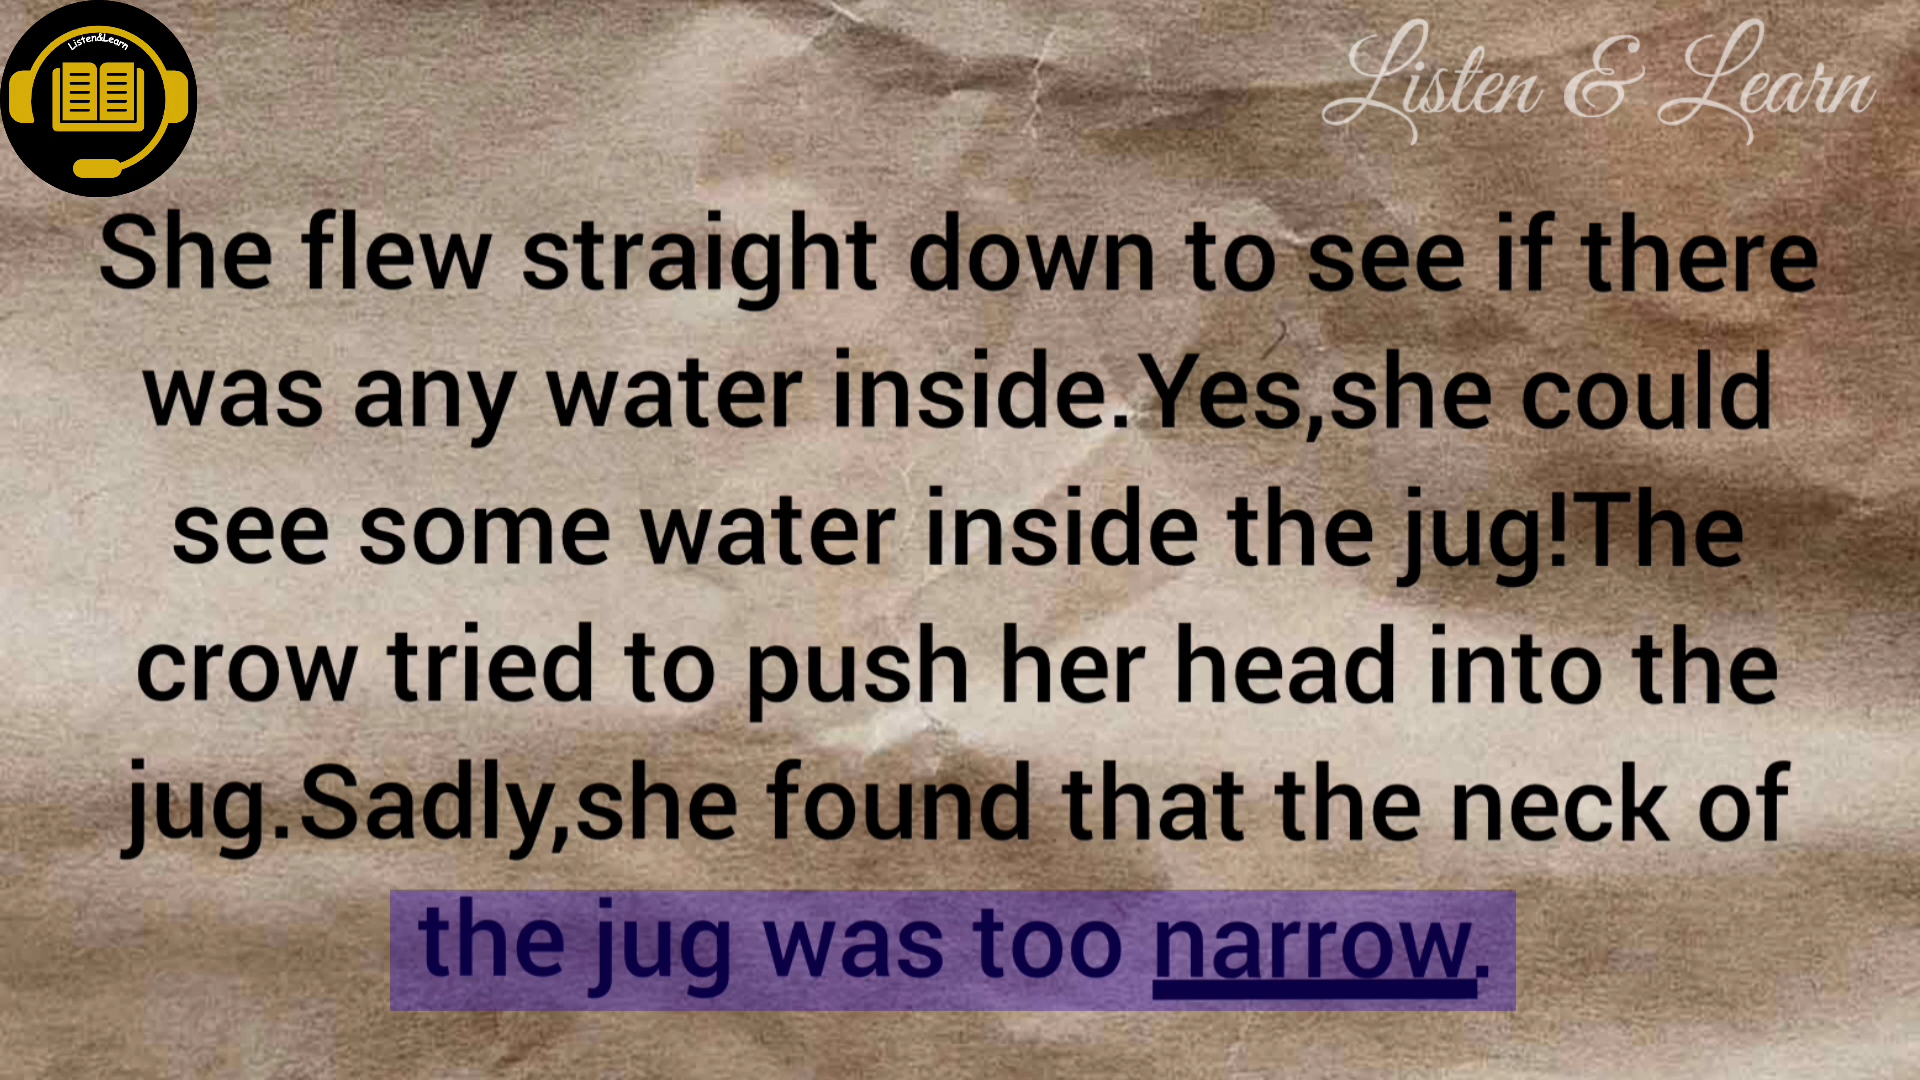 Listen&Learn
Listen & Learn
She flew straight down to see if there
was any water inside.Yes,she could
see some water inside the jug!The
crow tried to push her head into the
jug.Sadly,she found that the neck of
the jug was too narrow.